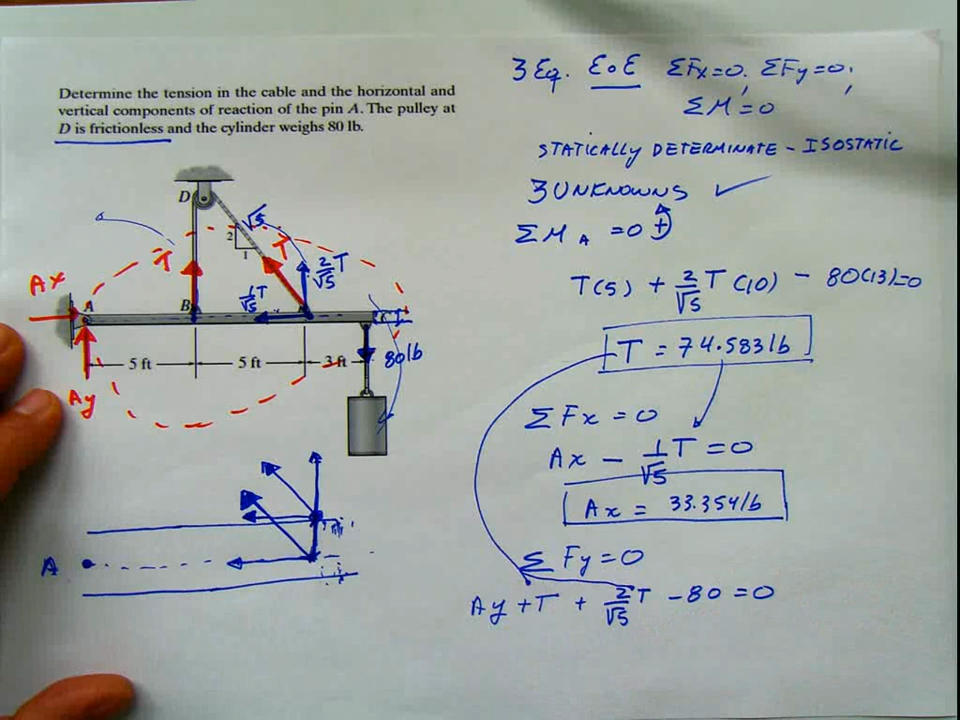 Determine the tension in the cable and the horizontal and
vertical components of reaction of the pin A. The pulley at
D is frictionless and the cylinder weighs 80 lb.
D
2
1
√5
T
T
2/√5 T
1/√5 T
Ax
A
B
5 ft
5 ft
3 ft
80 lb
Ay
A
3 Eq. EoE ΣFx=0; ΣFy=0;
ΣM=0
STATICALLY DETERMINATE - ISOSTATIC
3 UNKNOWNS ✓
ΣM A = 0 +
T(5) + 2/√5 T(10) - 80(13)=0
T = 74.583 lb
ΣFx = 0
Ax - 1/√5 T = 0
Ax = 33.354 lb
ΣFy = 0
Ay + T + 2/√5 T - 80 = 0